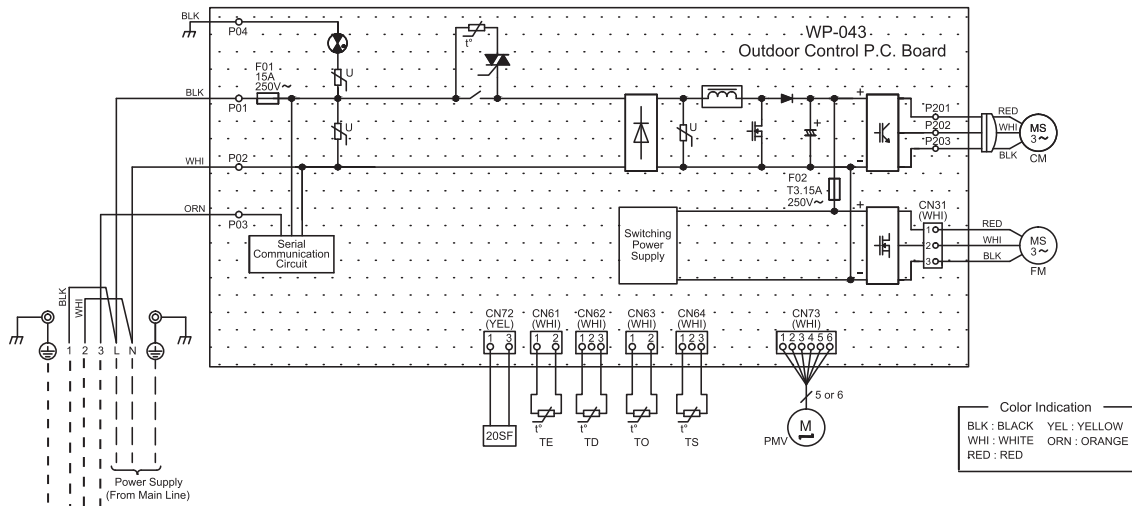 BLK
P04
WP-043
Outdoor Control P.C. Board
t°
U
F01
15A
250V~
BLK
P01
U
U
+
+
+
-
P201
P202
P203
RED
WHI
BLK
MS
3~
CM
WHI
P02
F02
T3.15A
250V~
ORN
P03
Serial
Communication
Circuit
Switching
Power
Supply
+
-
CN31
(WHI)
1
2
3
RED
WHI
BLK
MS
3~
FM
BLK
WHI
1 2 3 L N
Power Supply
(From Main Line)
CN72
(YEL)
1 3
20SF
CN61
(WHI)
1 2
t°
TE
CN62
(WHI)
1 2 3
t°
TD
CN63
(WHI)
1 2
t°
TO
CN64
(WHI)
1 2 3
t°
TS
CN73
(WHI)
1 2 3 4 5 6
5 or 6
M
PMV
Color Indication
BLK : BLACK YEL : YELLOW
WHI : WHITE ORN : ORANGE
RED : RED